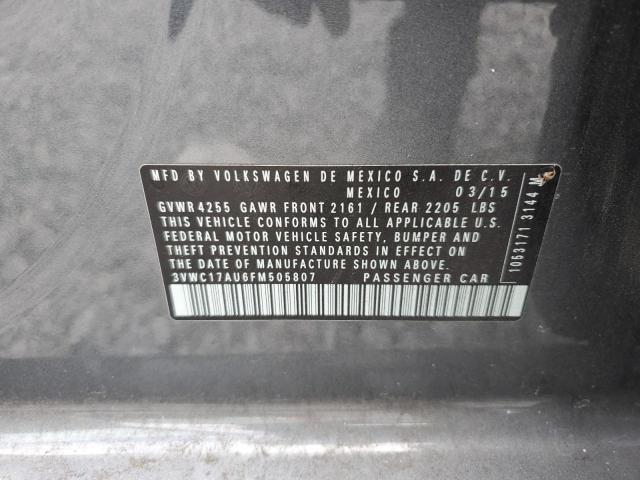 MFD BY VOLKSWAGEN DE MEXICO S.A. DE C.V.
MEXICO 03/15
GVWR4255 GAWR FRONT 2161 / REAR 2205 LBS
THIS VEHICLE CONFORMS TO ALL APPLICABLE U.S.
FEDERAL MOTOR VEHICLE SAFETY, BUMPER AND
THEFT PREVENTION STANDARDS IN EFFECT ON
THE DATE OF MANUFACTURE SHOWN ABOVE.
3VWC17AU6FM505807 PASSENGER CAR
1053171 3144 M